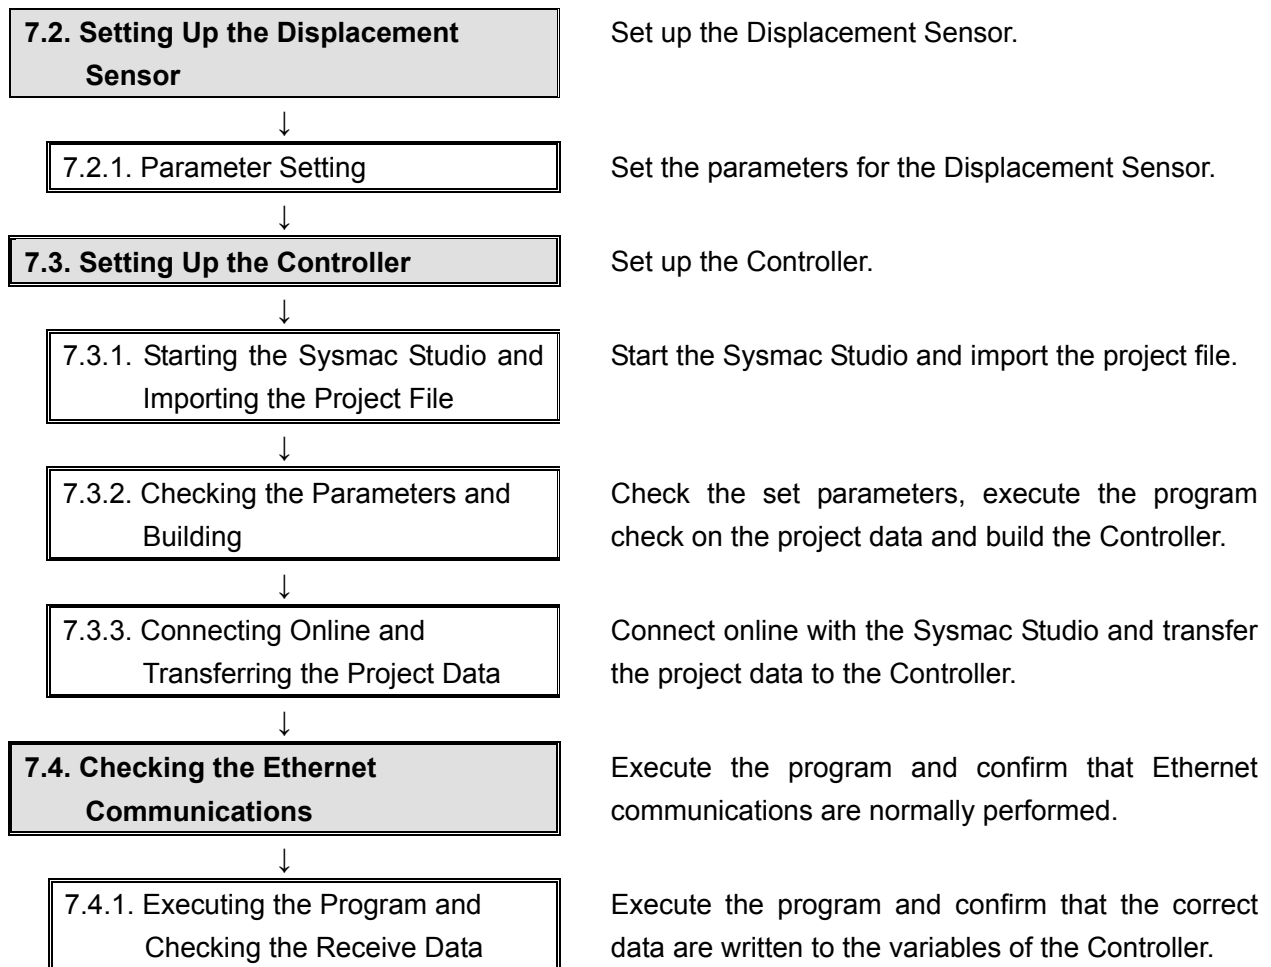 7.2. Setting Up the Displacement
Sensor
Set up the Displacement Sensor.
↓
7.2.1. Parameter Setting
Set the parameters for the Displacement Sensor.
↓
7.3. Setting Up the Controller
Set up the Controller.
↓
7.3.1. Starting the Sysmac Studio and
Importing the Project File
Start the Sysmac Studio and import the project file.
↓
7.3.2. Checking the Parameters and
Building
Check the set parameters, execute the program
check on the project data and build the Controller.
↓
7.3.3. Connecting Online and
Transferring the Project Data
Connect online with the Sysmac Studio and transfer
the project data to the Controller.
↓
7.4. Checking the Ethernet
Communications
Execute the program and confirm that Ethernet
communications are normally performed.
↓
7.4.1. Executing the Program and
Checking the Receive Data
Execute the program and confirm that the correct
data are written to the variables of the Controller.